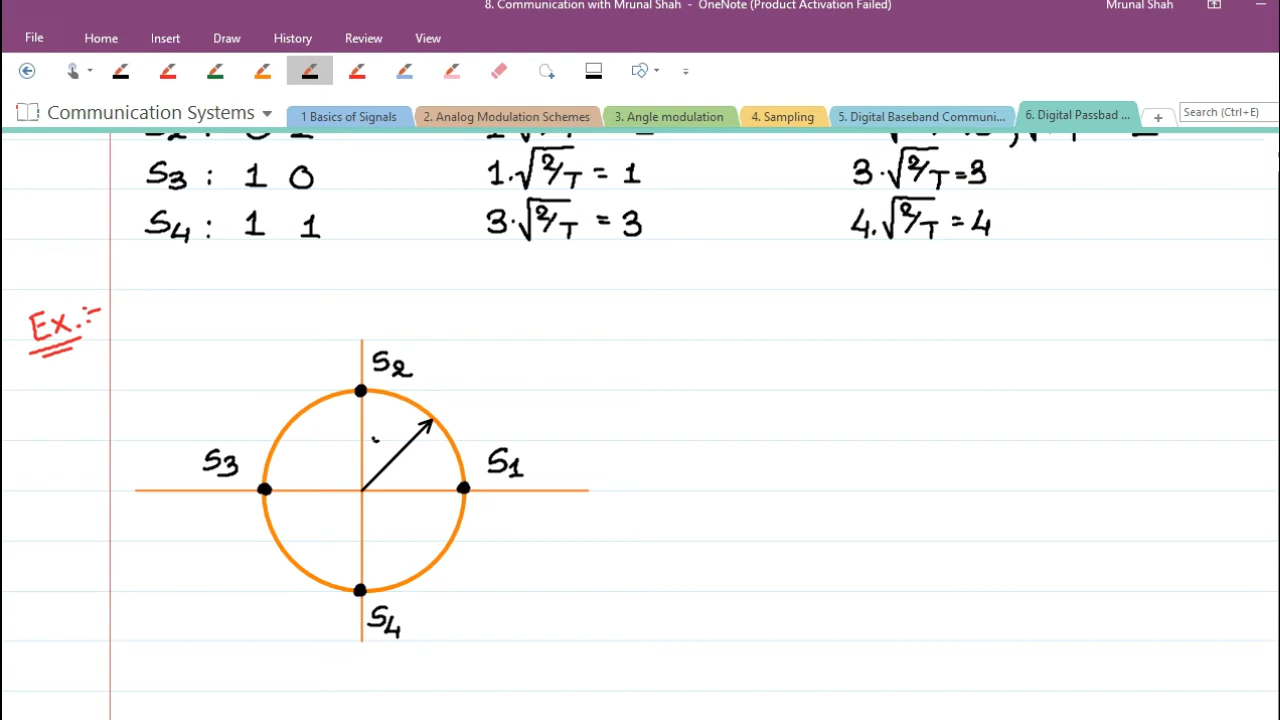 8. Communication with Mrunal Shah - OneNote (Product Activation Failed) Mrunal Shah
File Home Insert Draw History Review View
Communication Systems 1 Basics of Signals 2. Analog Modulation Schemes 3. Angle modulation 4. Sampling 5. Digital Baseband Communi... 6. Digital Passbad ... Search (Ctrl+E)
S3 : 1 0 1.√2/T = 1 3.√2/T = 3
S4 : 1 1 3.√2/T = 3 4.√2/T = 4
Ex.:-
S2
S3 S1
S4